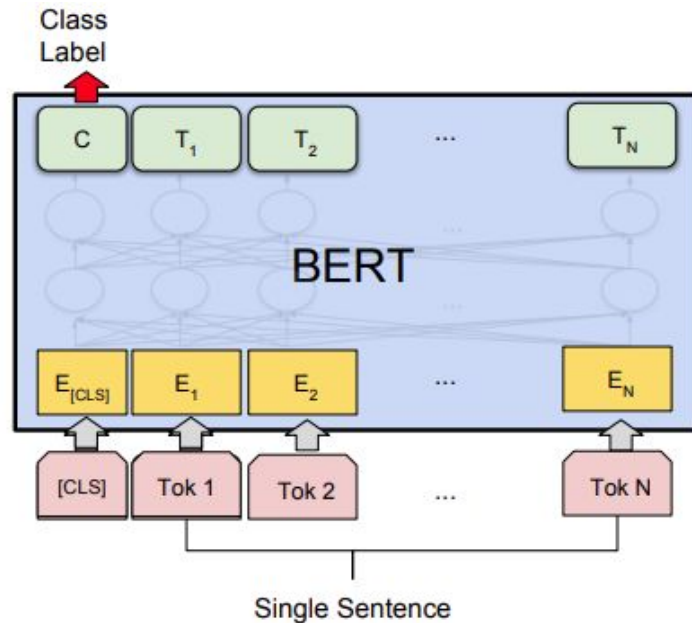 Class
Label
C T1 T2 ... TN
...
BERT
...
E[CLS] E1 E2 ... EN
[CLS] Tok 1 Tok 2 ... Tok N
Single Sentence